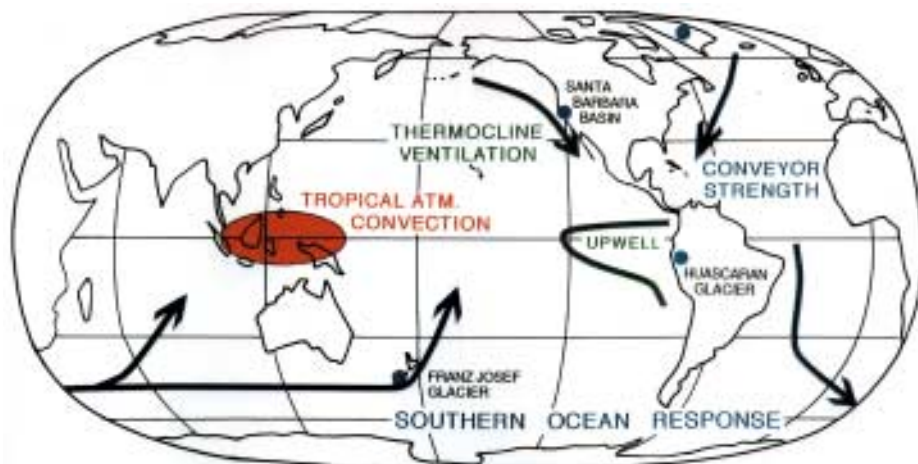 SANTA
BARBARA
BASIN
THERMOCLINE
VENTILATION
CONVEYOR
STRENGTH
TROPICAL ATM.
CONVECTION
UPWELL
HUASCARAN
GLACIER
FRANZ JOSEF
GLACIER
SOUTHERN OCEAN RESPONSE